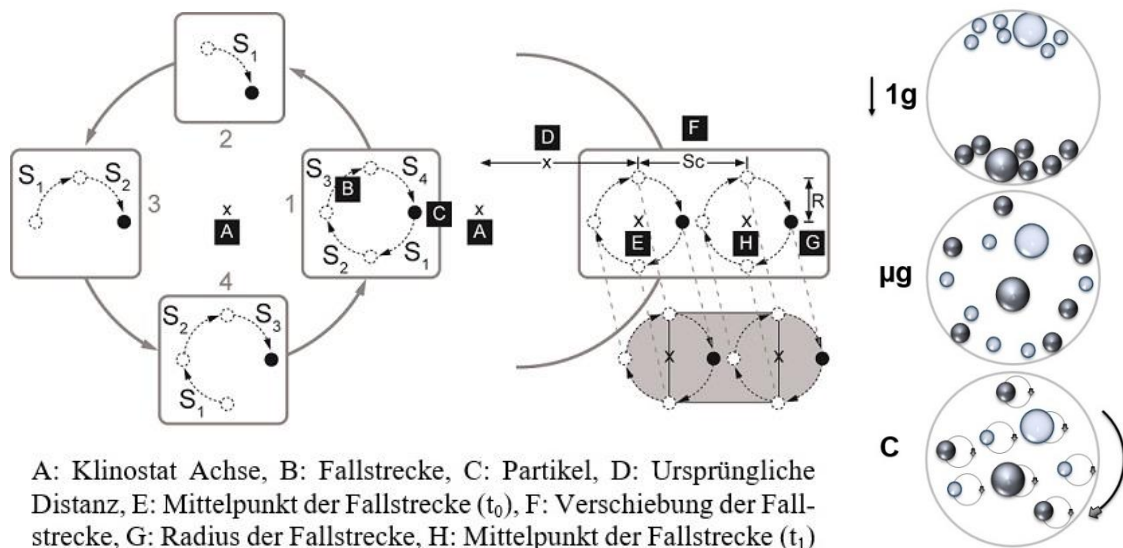 S1
2
S1
S2
3
x
A
S3
S4
B
1
C
S2
S1
4
S2
S3
S1
D
F
x
Sc
x
A
R
x
x
E
H
G
x
x
A: Klinostat Achse, B: Fallstrecke, C: Partikel, D: Ursprüngliche
Distanz, E: Mittelpunkt der Fallstrecke (t0), F: Verschiebung der Fall-
strecke, G: Radius der Fallstrecke, H: Mittelpunkt der Fallstrecke (t1)
1g
µg
C